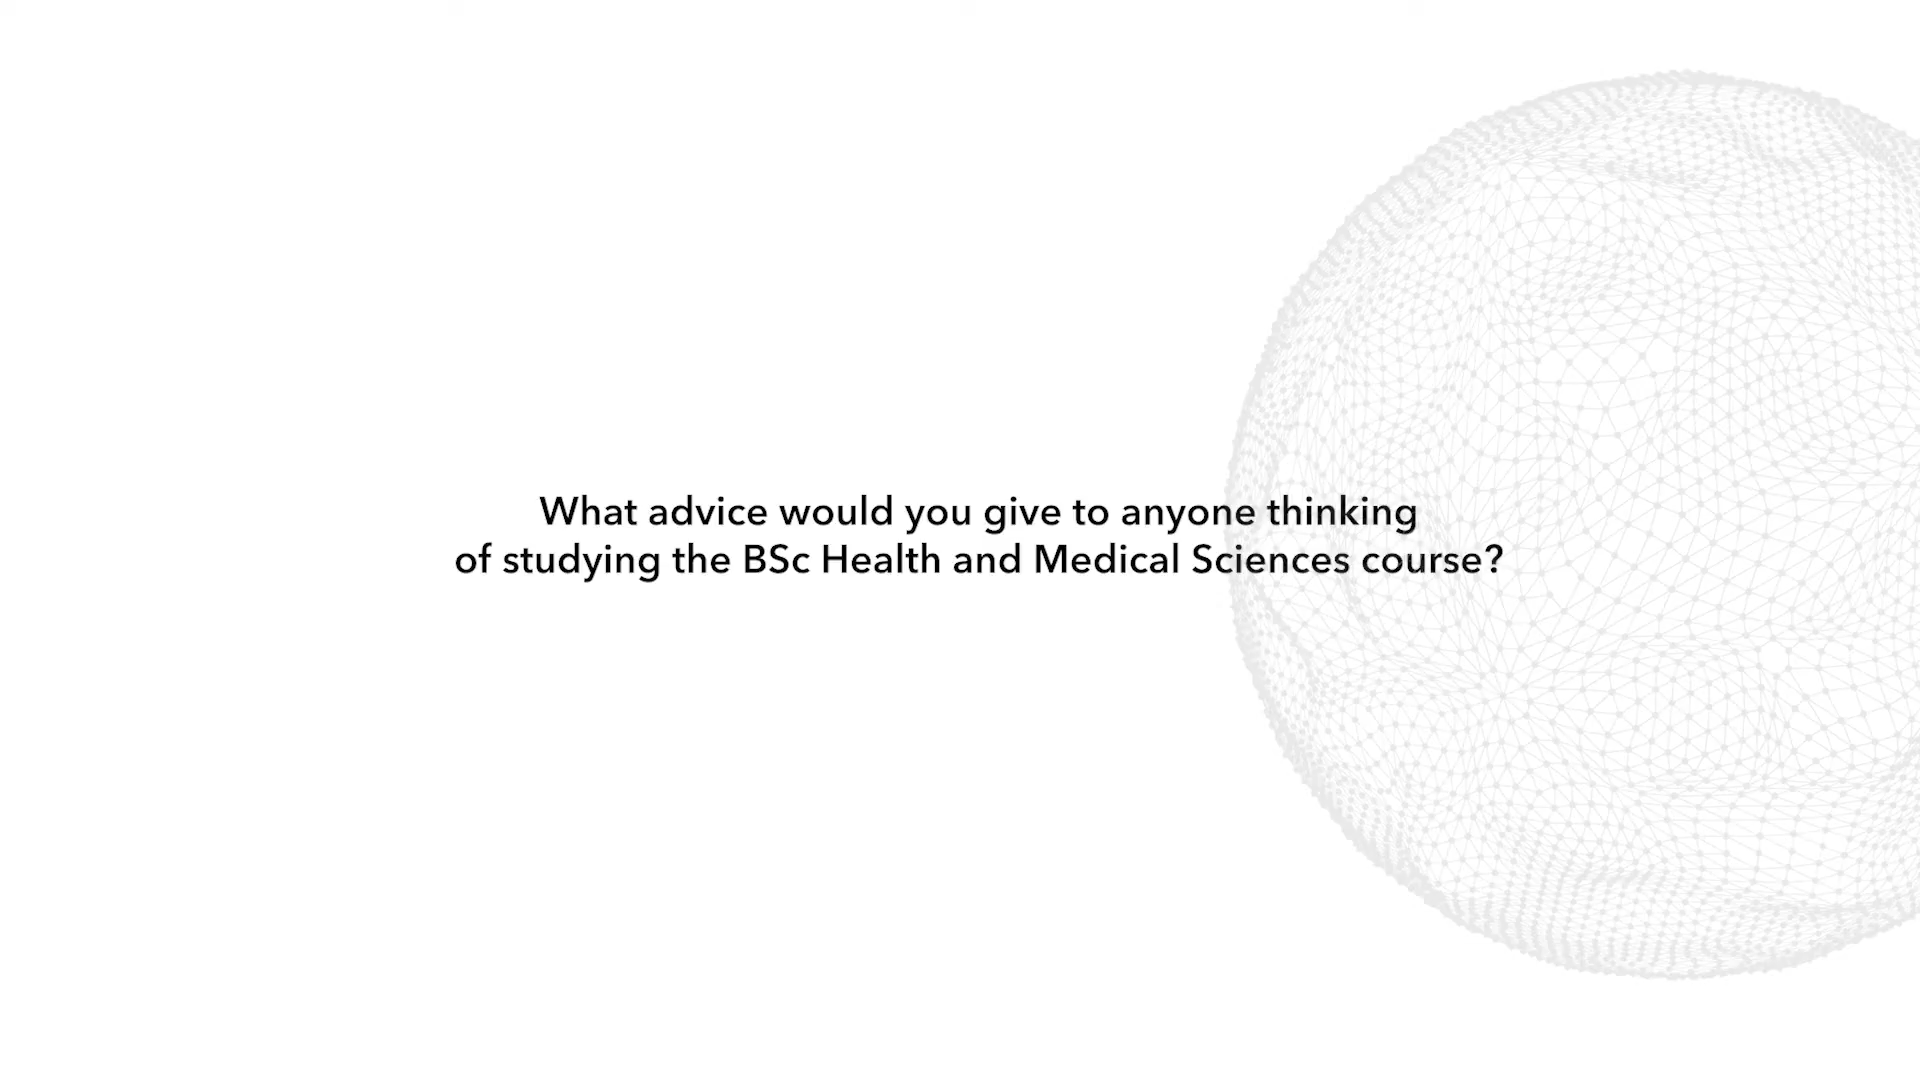 What advice would you give to anyone thinking
of studying the BSc Health and Medical Sciences course?